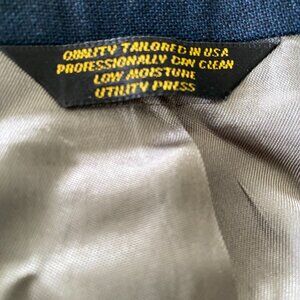 QUALITY TAILORED IN USA
PROFESSIONALLY DRY CLEAN
LOW MOISTURE
UTILITY PRESS